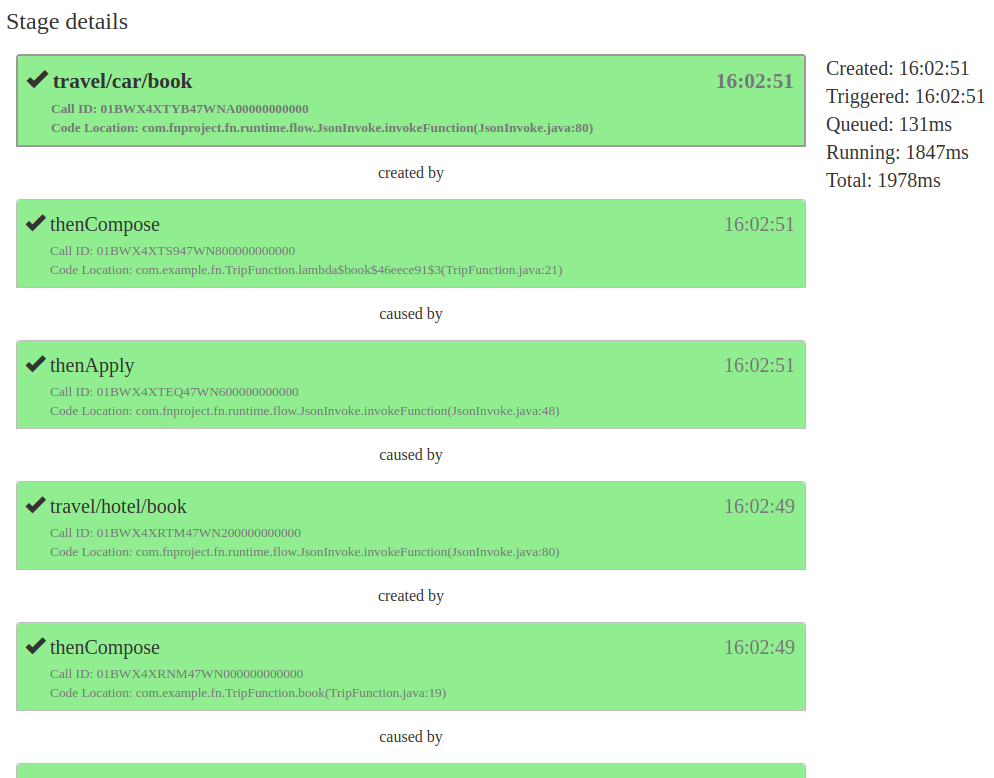 Stage details
travel/car/book 16:02:51
Call ID: 01BWX4XTYB47WNA00000000000
Code Location: com.fnproject.fn.runtime.flow.JsonInvoke.invokeFunction(JsonInvoke.java:80)
Created: 16:02:51
Triggered: 16:02:51
Queued: 131ms
Running: 1847ms
Total: 1978ms
created by
thenCompose 16:02:51
Call ID: 01BWX4XTS947WN800000000000
Code Location: com.example.fn.TripFunction.lambda$book$46eece91$3(TripFunction.java:21)
caused by
thenApply 16:02:51
Call ID: 01BWX4XTEQ47WN600000000000
Code Location: com.fnproject.fn.runtime.flow.JsonInvoke.invokeFunction(JsonInvoke.java:48)
caused by
travel/hotel/book 16:02:49
Call ID: 01BWX4XRTM47WN200000000000
Code Location: com.fnproject.fn.runtime.flow.JsonInvoke.invokeFunction(JsonInvoke.java:80)
created by
thenCompose 16:02:49
Call ID: 01BWX4XRNM47WN000000000000
Code Location: com.example.fn.TripFunction.book(TripFunction.java:19)
caused by